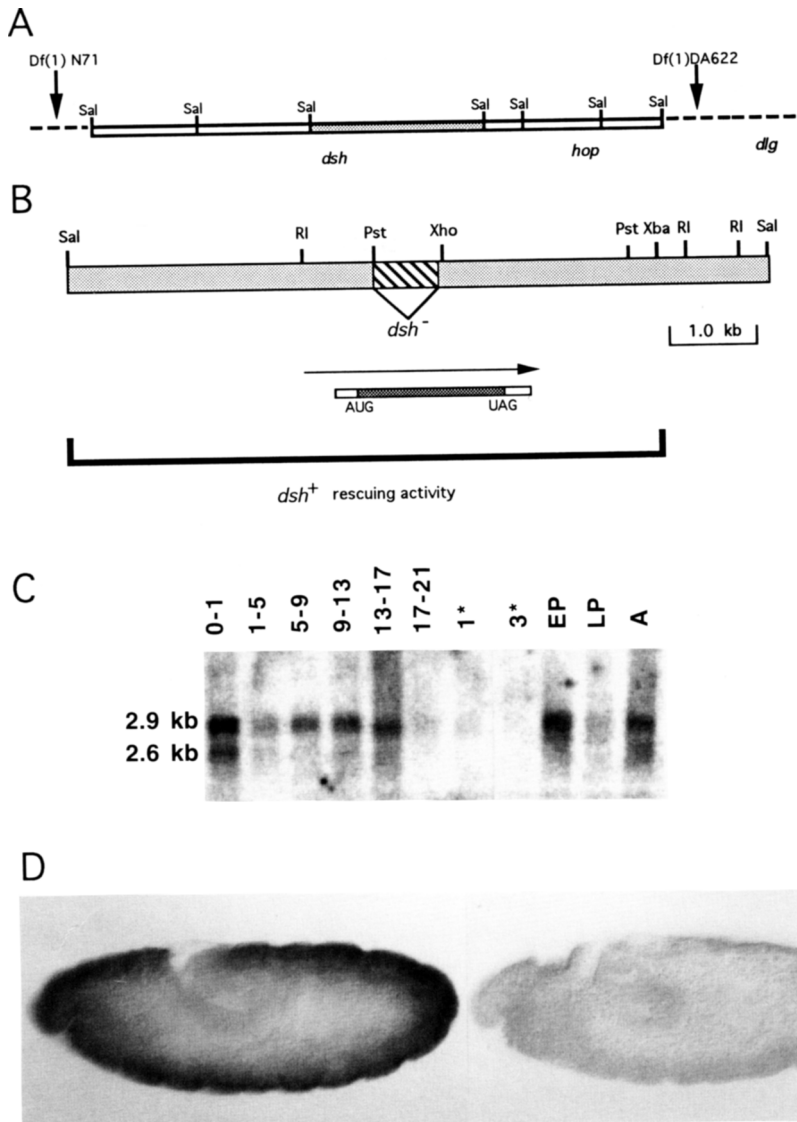 A
Df(1) N71
Df(1)DA622
Sal Sal Sal Sal Sal Sal Sal
dsh hop dlg
B
Sal RI Pst Xho Pst Xba RI RI Sal
dsh⁻
1.0 kb
AUG UAG
dsh⁺ rescuing activity
C
0-1 1-5 5-9 9-13 13-17 17-21 1* 3* EP LP A
2.9 kb
2.6 kb
D